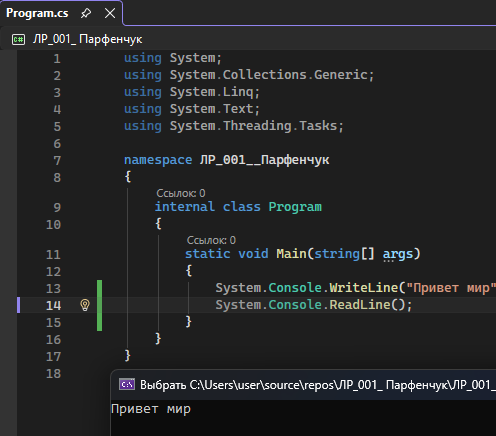 Program.cs
C# ЛР_001_ Парфенчук
1 using System;
2 using System.Collections.Generic;
3 using System.Linq;
4 using System.Text;
5 using System.Threading.Tasks;
6
7 namespace ЛР_001__Парфенчук
8 {
Ссылок: 0
9 internal class Program
10 {
Ссылок: 0
11 static void Main(string[] args)
12 {
13 System.Console.WriteLine("Привет мир"
14 System.Console.ReadLine();
15 }
16 }
17 }
18
C:\ Выбрать C:\Users\user\source\repos\ЛР_001_ Парфенчук\ЛР_001_
Привет мир